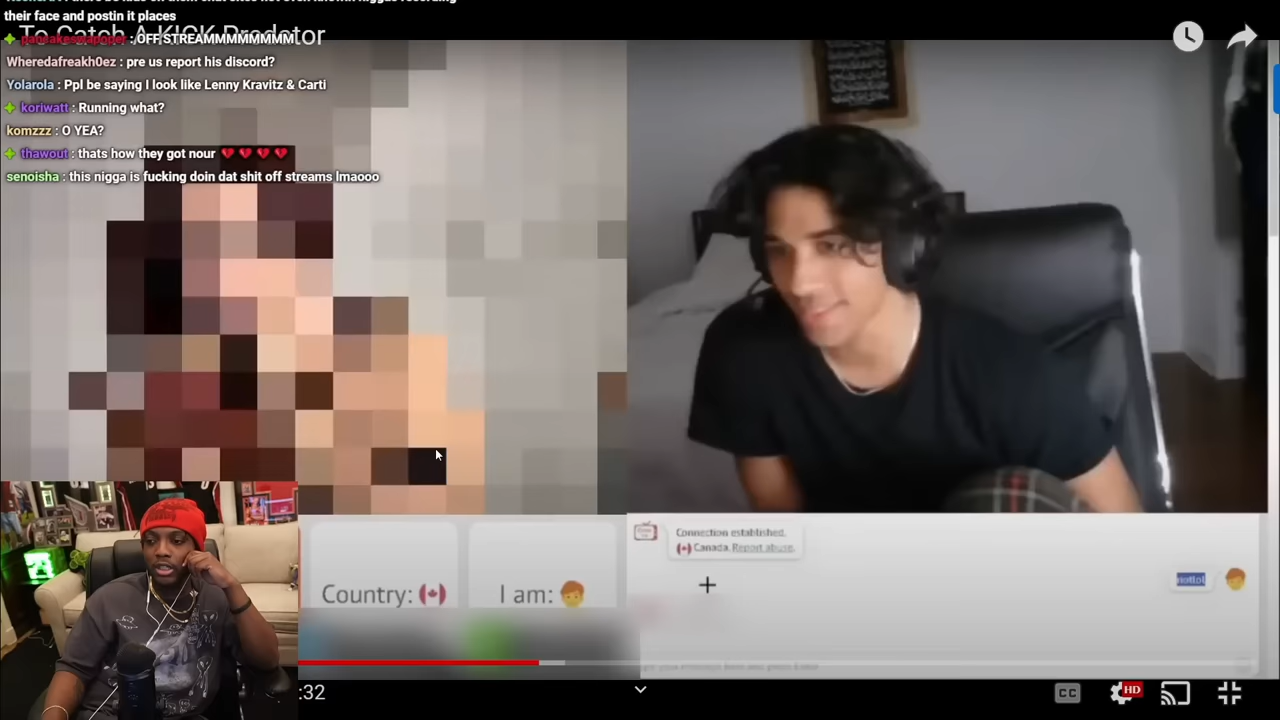 their face and postin it places
To Catch A KICK Predator
pancakeswapper : /OFF STREAMMMMMMM
Wheredafreakh0ez : pre us report his discord?
Yolarola : Ppl be saying I look like Lenny Kravitz & Carti
koriwatt : Running what?
komzzz : O YEA?
thawout : thats how they got nour 💔 💔 💔 💔
senoisha : this nigga is fucking doin dat shit off streams lmaooo
Connection established.
Canada. Report abuse.
Country:
I am:
:32
CC
HD